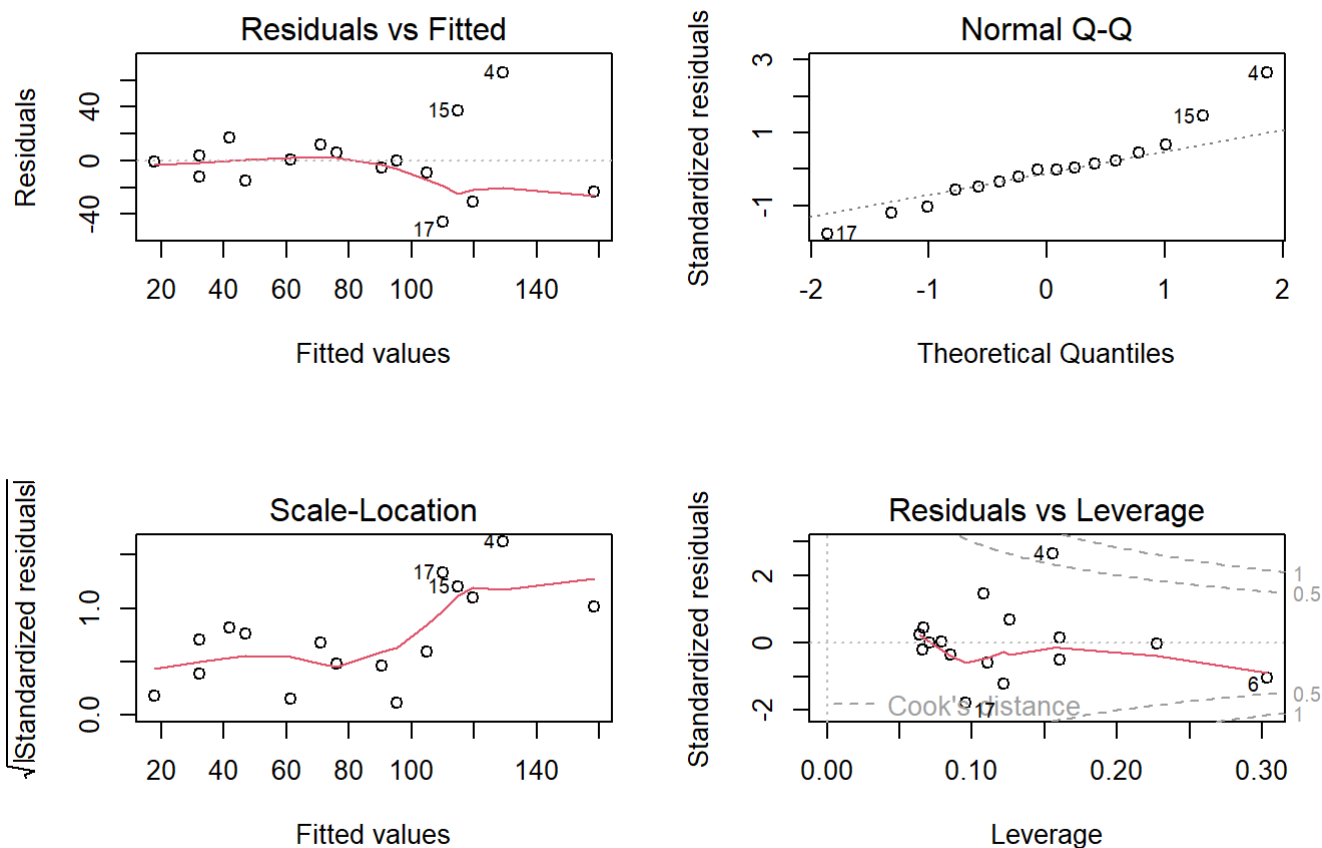 Residuals vs Fitted
Residuals
-40 0 40
4
15
17
20 40 60 80 100 140
Fitted values
Normal Q-Q
Standardized residuals
-1 1 3
4
15
17
-2 -1 0 1 2
Theoretical Quantiles
Scale-Location
√|Standardized residuals|
0.0 1.0
4
17
15
20 40 60 80 100 140
Fitted values
Residuals vs Leverage
Standardized residuals
-2 0 2
4
1
0.5
6
0.5
1
Cook's distance
17
0.00 0.10 0.20 0.30
Leverage